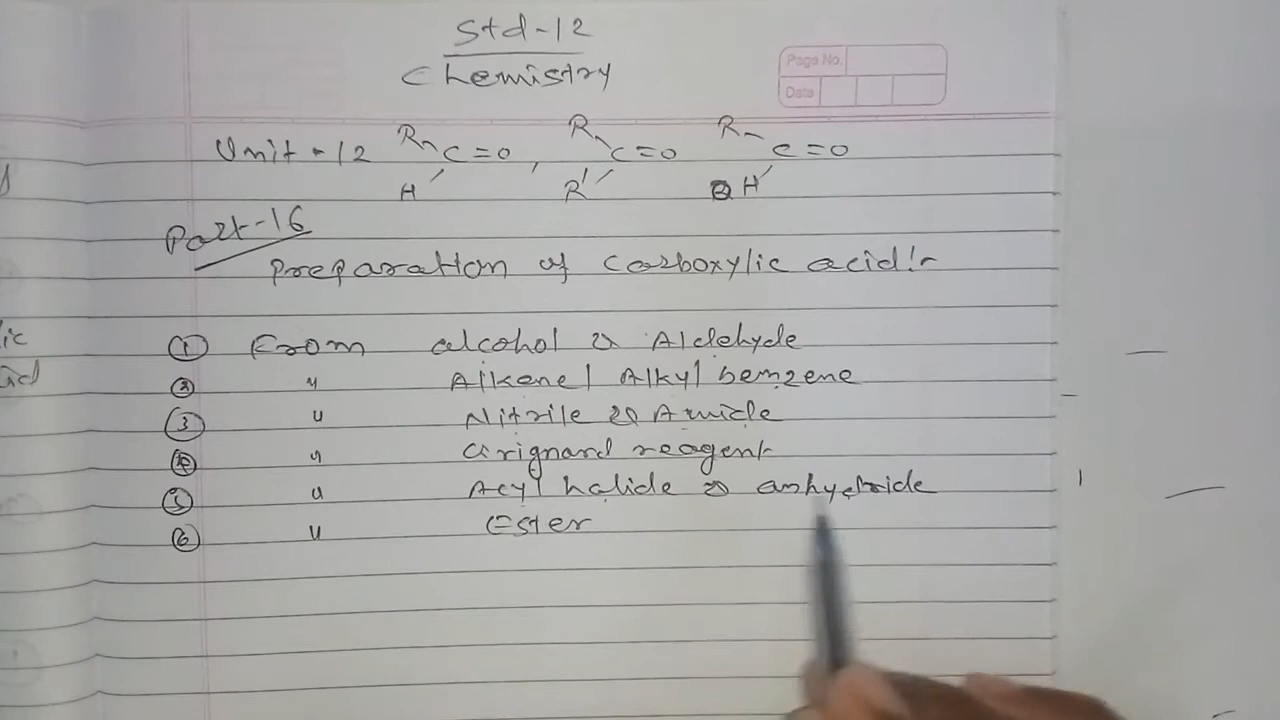 Std-12
Chemistry
Page No.
Date
Unit-12 R H C=O, R R' C=O R OH C=O
Part-16
Preparation of carboxylic acid:-
① From alcohol & Aldehyde
② " Alkene / Alkyl benzene
③ " Nitrile & Amide
④ " Grignard reagent
⑤ " Acyl halide & anhydride
⑥ " Ester
ic